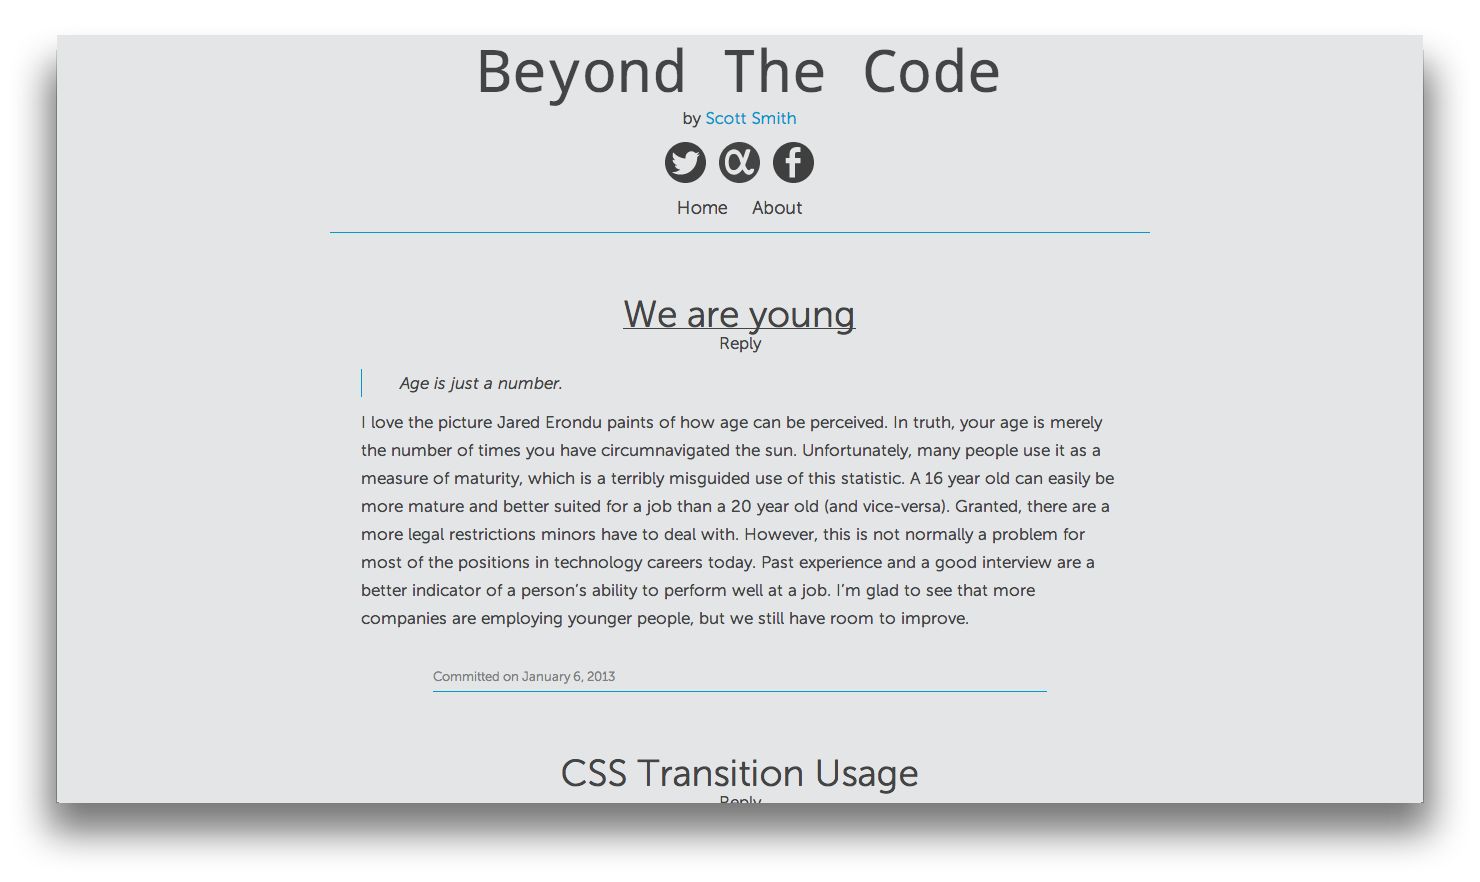 Beyond The Code
by Scott Smith
Home About
We are young
Reply
Age is just a number.
I love the picture Jared Erondu paints of how age can be perceived. In truth, your age is merely
the number of times you have circumnavigated the sun. Unfortunately, many people use it as a
measure of maturity, which is a terribly misguided use of this statistic. A 16 year old can easily be
more mature and better suited for a job than a 20 year old (and vice-versa). Granted, there are a
more legal restrictions minors have to deal with. However, this is not normally a problem for
most of the positions in technology careers today. Past experience and a good interview are a
better indicator of a person’s ability to perform well at a job. I’m glad to see that more
companies are employing younger people, but we still have room to improve.
Committed on January 6, 2013
CSS Transition Usage
Reply